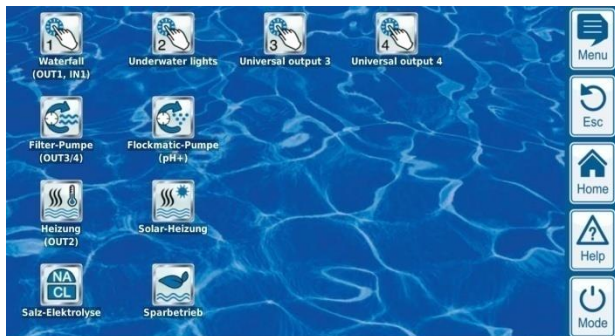 1
2
3
4
Waterfall
(OUT1, IN1)
Underwater lights
Universal output 3
Universal output 4
Menu
Esc
Filter-Pumpe
(OUT3/4)
Flockmatic-Pumpe
(pH+)
Home
Heizung
(OUT2)
Solar-Heizung
?
Help
NA
CL
Salz-Elektrolyse
Sparbetrieb
Mode